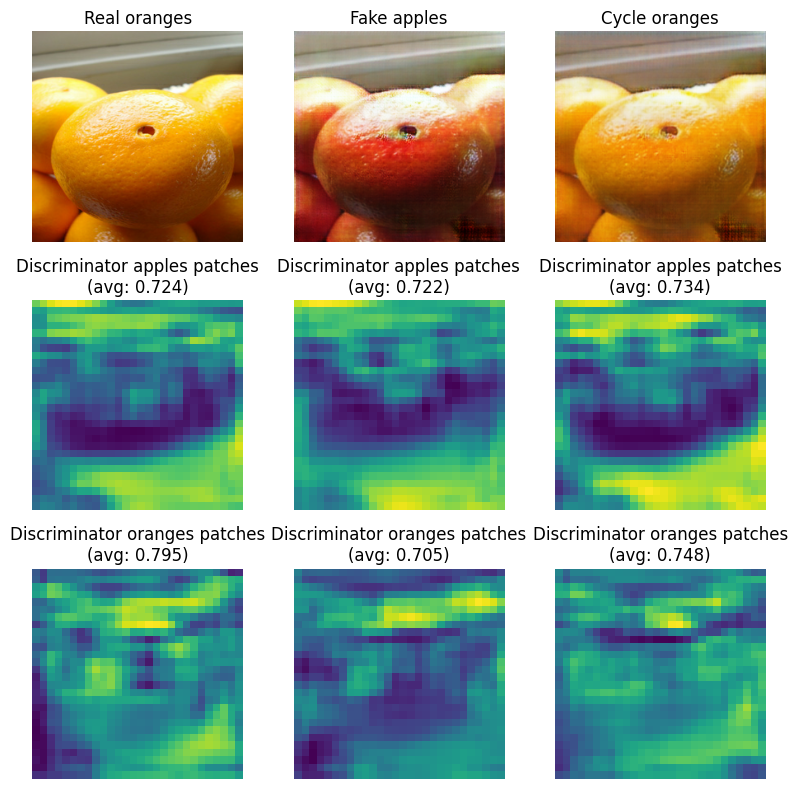 Real oranges
Fake apples
Cycle oranges
Discriminator apples patches
(avg: 0.724)
Discriminator apples patches
(avg: 0.722)
Discriminator apples patches
(avg: 0.734)
Discriminator oranges patches
(avg: 0.795)
Discriminator oranges patches
(avg: 0.705)
Discriminator oranges patches
(avg: 0.748)